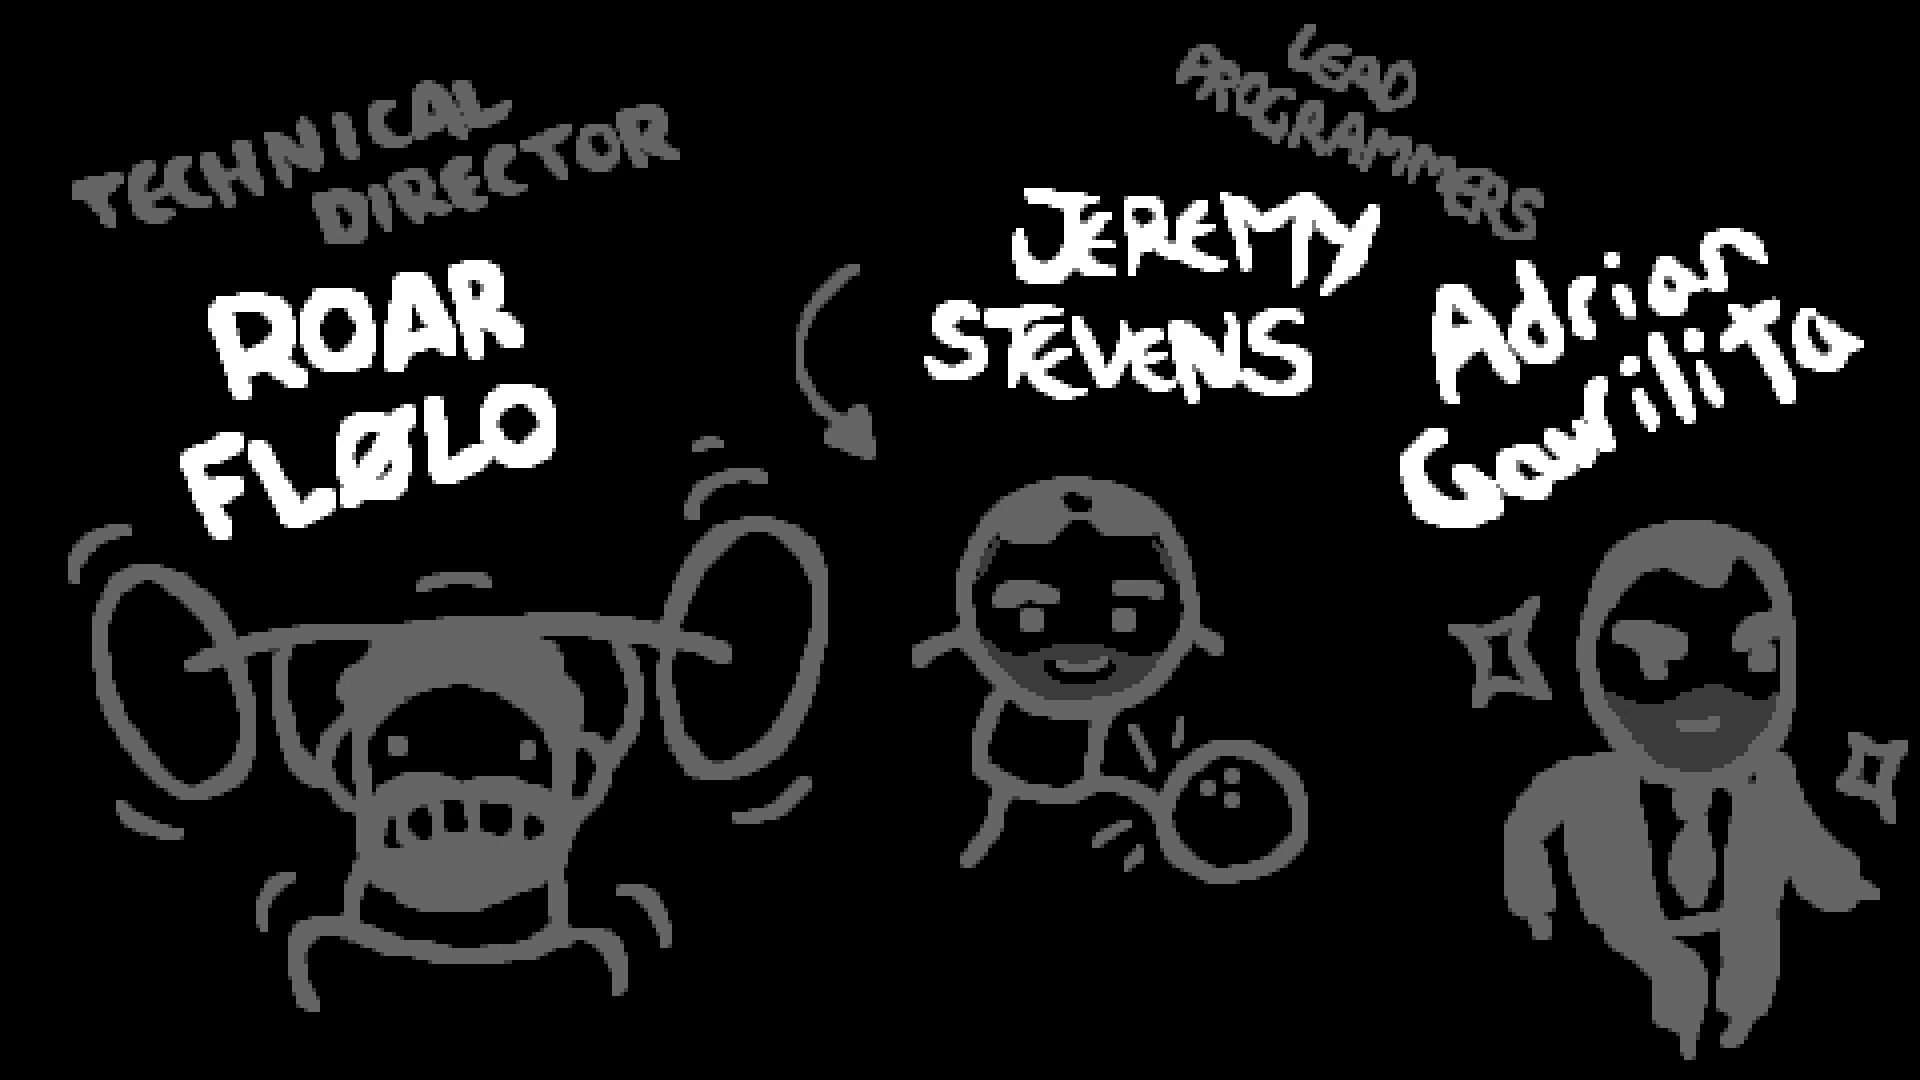 TECHNICAL
DIRECTOR
ROAR
FLØLO
LEAD
PROGRAMMERS
JEREMY
STEVENS
Adrian
Gavrilita